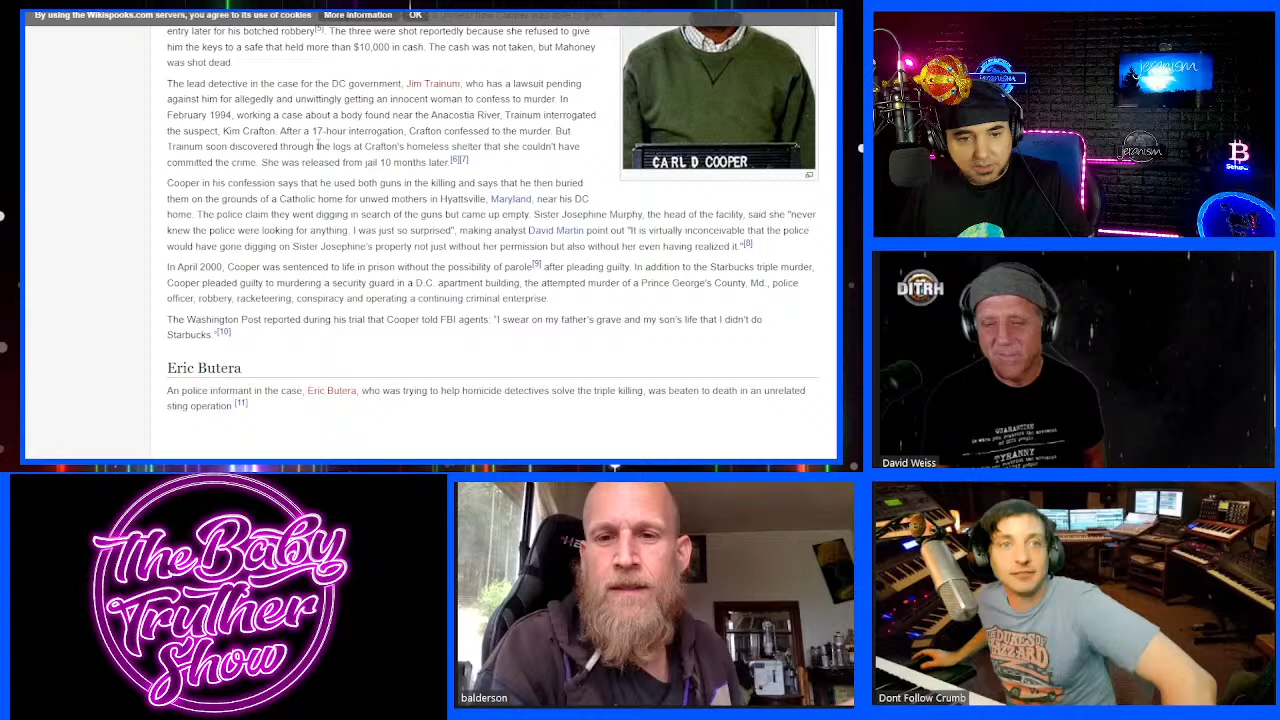 By using the Wikispooks.com servers, you agree to its use of cookies More information OK
entry later for his botched robbery[5]. The three were shot reportedly because she refused to give
him the keys to a safe that held more than $10,000 in cash. The cash was not taken, but Mahoney
was shot dead.
The lead detective in the case for the DC government, Jim Trainum, who has a lawsuit pending
against him for allegedly and unwittingly getting an innocent woman to confess to murder. In
February 1994, working a case about a body found near the Anacostia River, Trainum interrogated
the suspect, Kim Crafton. After a 17-hour interrogation, Crafton confessed to the murder. But
Trainum soon discovered through the logs at Crafton's homeless shelter that she couldn't have
committed the crime. She was released from jail 10 months later.[6][7]
Cooper in his confession says that he used both guns in the killing and says that he then buried
them on the grounds of a Catholic home for unwed mothers in Hyattsville, Maryland, near his DC
home. The police claim they went digging in search of the guns but came up empty. Sister Josephine Murphy, the head of the facility, said she "never
knew the police were looking for anything. I was just so surprised", making analyst David Martin point out "It is virtually inconceivable that the police
would have gone digging on Sister Josephine's property not just without her permission but also without her even having realized it."[8]
In April 2000, Cooper was sentenced to life in prison without the possibility of parole[9] after pleading guilty. In addition to the Starbucks triple murder,
Cooper pleaded guilty to murdering a security guard in a D.C. apartment building, the attempted murder of a Prince George's County, Md., police
officer, robbery, racketeering, conspiracy and operating a continuing criminal enterprise.
The Washington Post reported during his trial that Cooper told FBI agents: "I swear on my father's grave and my son's life that I didn't do
Starbucks."[10]
Eric Butera
An police informant in the case, Eric Butera, who was trying to help homicide detectives solve the triple killing, was beaten to death in an unrelated
sting operation [11]
CARL D COOPER
jeranism
jeranism
jeranism
DITRH
QUARANTINE
TYRANNY
David Weiss
The Baby
Truther
Show
balderson
DUKES OF
HAZZARD
Dont Follow Crumb